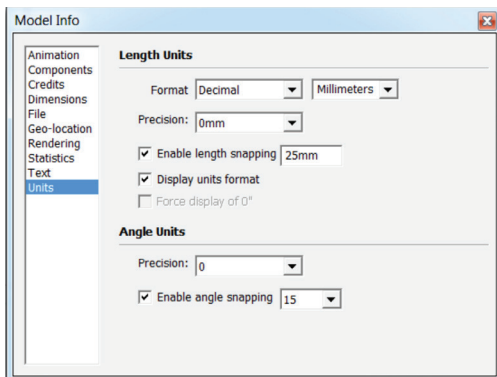 Model Info
Animation
Components
Credits
Dimensions
File
Geo-location
Rendering
Statistics
Text
Units
Length Units
Format Decimal Millimeters
Precision: 0mm
Enable length snapping 25mm
Display units format
Force display of 0"
Angle Units
Precision: 0
Enable angle snapping 15